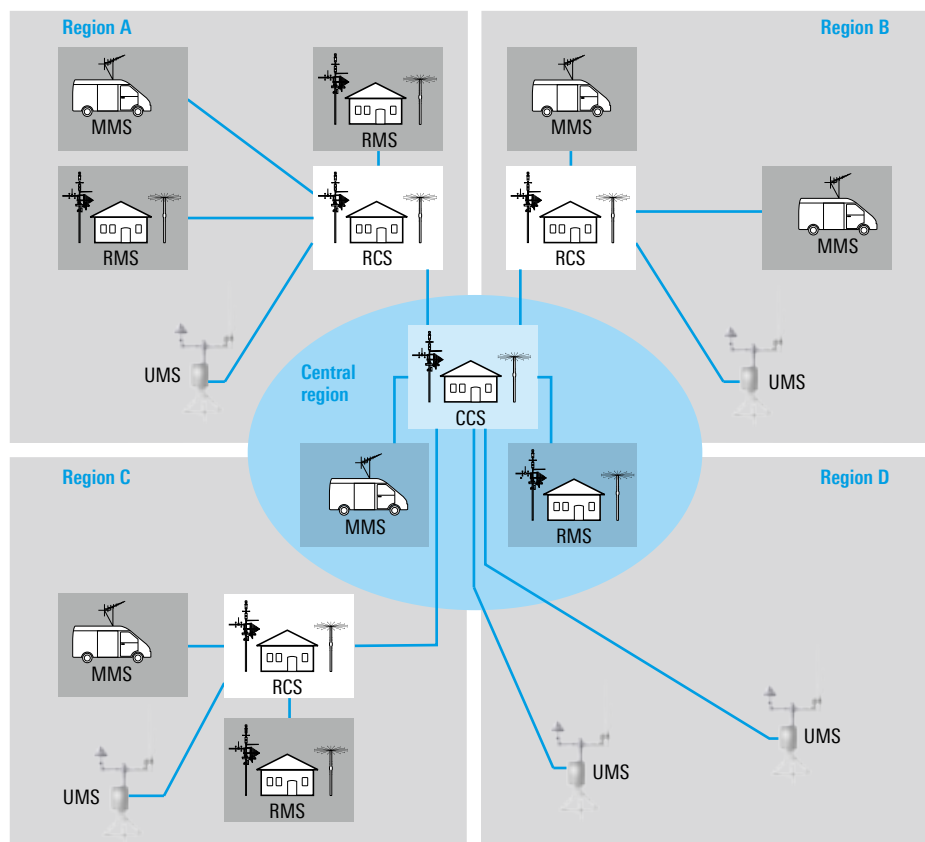 Region A
Region B
MMS
RMS
MMS
RMS
RCS
RCS
MMS
UMS
UMS
Central
region
CCS
MMS
RMS
Region C
Region D
MMS
RCS
UMS
RMS
UMS
UMS